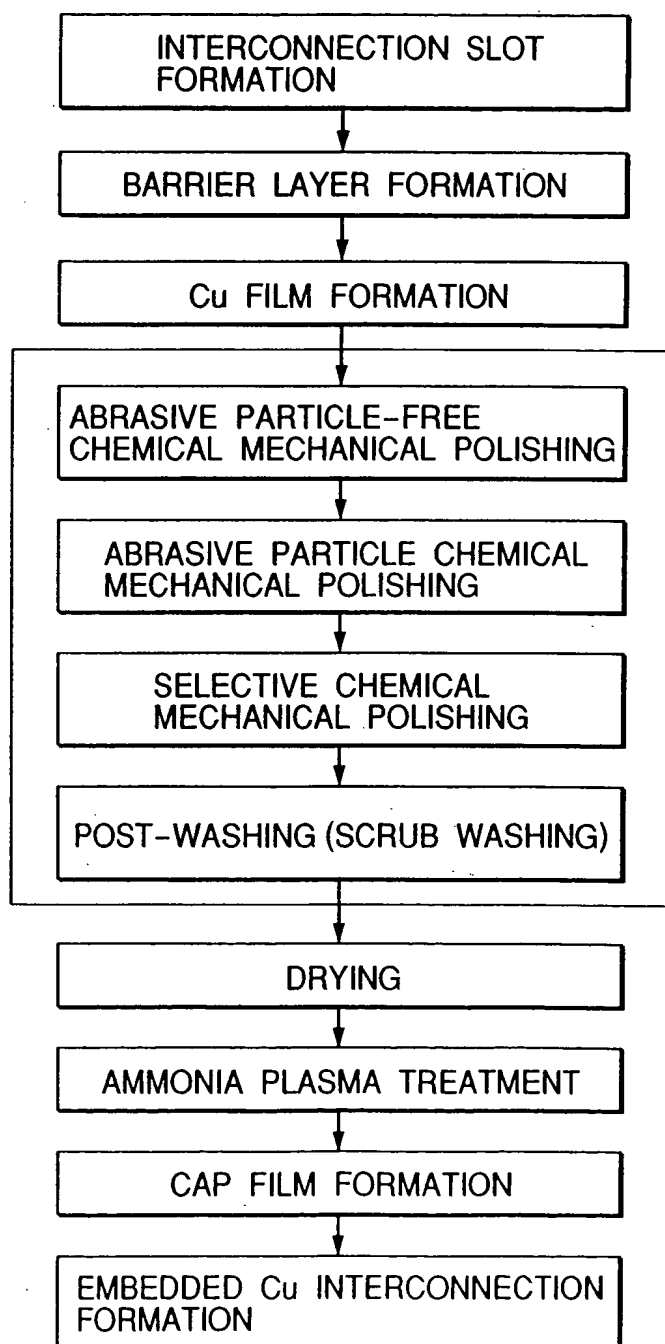 INTERCONNECTION SLOT
FORMATION
BARRIER LAYER FORMATION
Cu FILM FORMATION
ABRASIVE PARTICLE-FREE
CHEMICAL MECHANICAL POLISHING
ABRASIVE PARTICLE CHEMICAL
MECHANICAL POLISHING
SELECTIVE CHEMICAL
MECHANICAL POLISHING
POST-WASHING (SCRUB WASHING)
DRYING
AMMONIA PLASMA TREATMENT
CAP FILM FORMATION
EMBEDDED Cu INTERCONNECTION
FORMATION